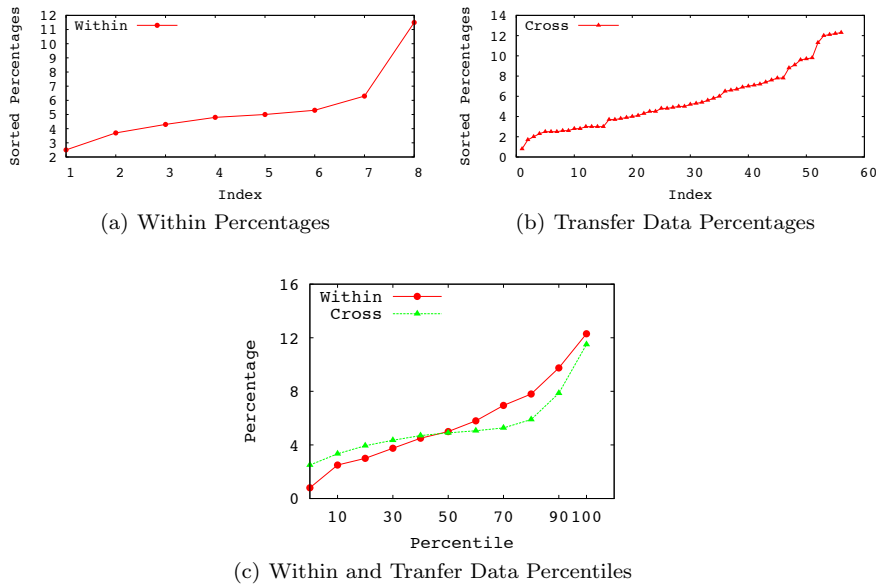 Within
Sorted Percentages
12
11
10
9
8
7
6
5
4
3
2
1 2 3 4 5 6 7 8
Index
(a) Within Percentages
Cross
Sorted Percentages
14
12
10
8
6
4
2
0
0 10 20 30 40 50 60
Index
(b) Transfer Data Percentages
Within
Cross
Percentage
16
12
8
4
0
10 30 50 70 90 100
Percentile
(c) Within and Tranfer Data Percentiles